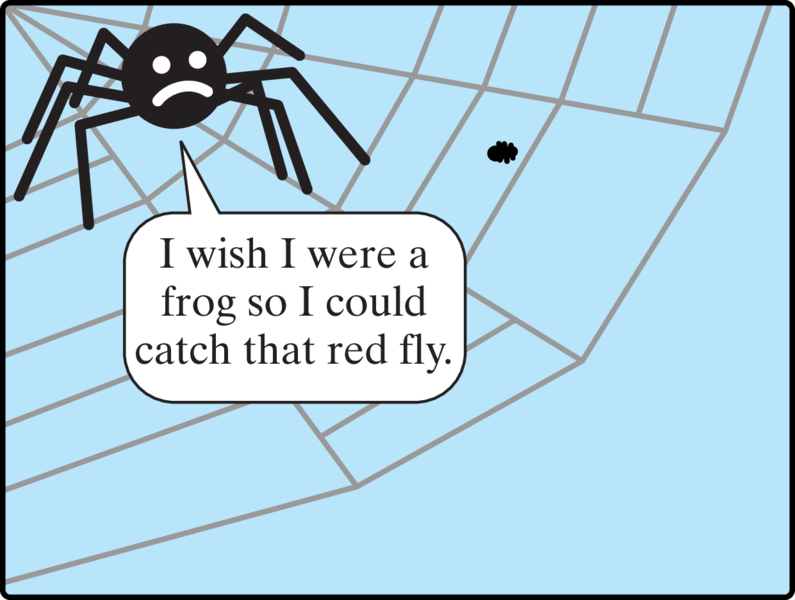 I wish I were a
frog so I could
catch that red fly.